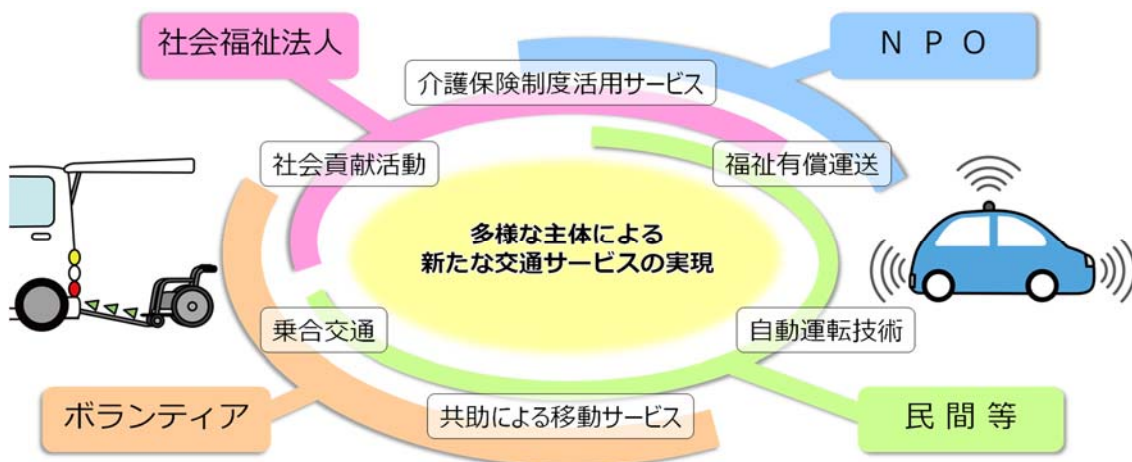 社会福祉法人
N P O
介護保険制度活用サービス
社会貢献活動
福祉有償運送
多様な主体による
新たな交通サービスの実現
乗合交通
自動運転技術
ボランティア
共助による移動サービス
民間等